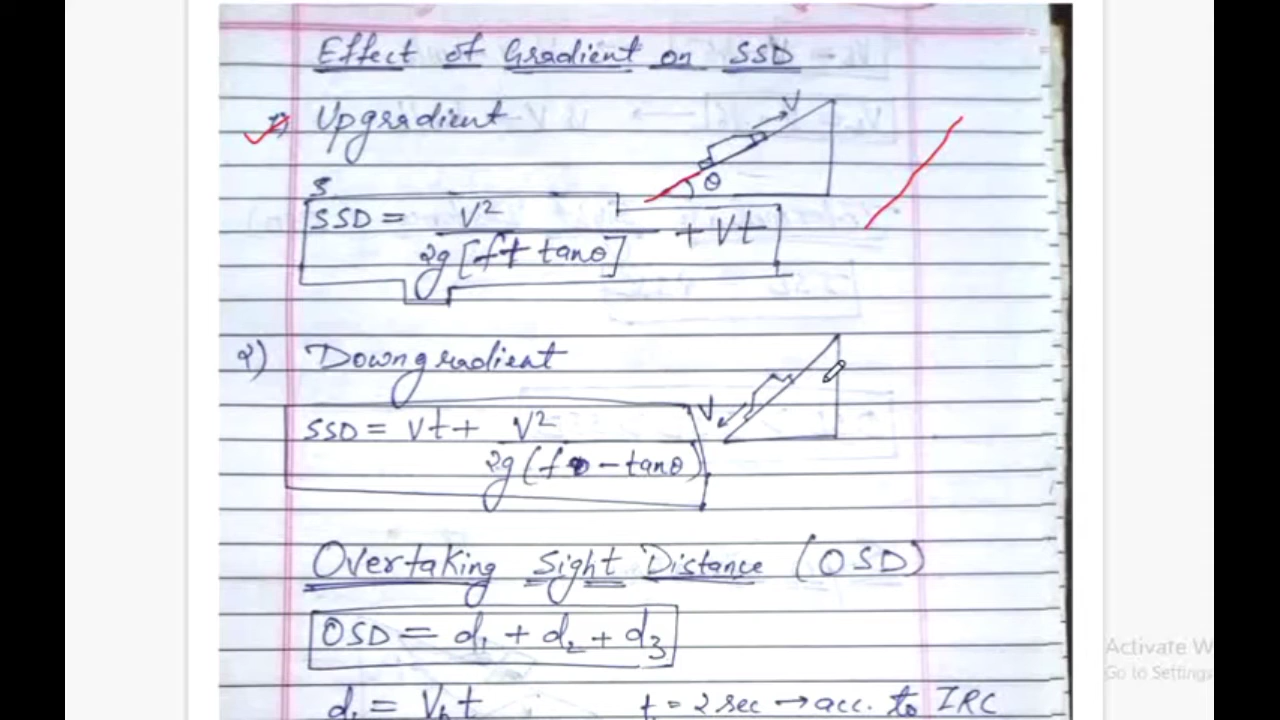 Effect of Gradient on SSD
1) Upgradient
V
θ
SSD = V²/2g[f+ tanθ] + Vt
2) Downgradient
V
SSD = Vt + V²/2g(f - tanθ)
Overtaking Sight Distance (OSD)
OSD = d₁ + d₂ + d₃
d₁ = V_b t    t = 2 sec → acc. to IRC
Activate W
Go to Settings